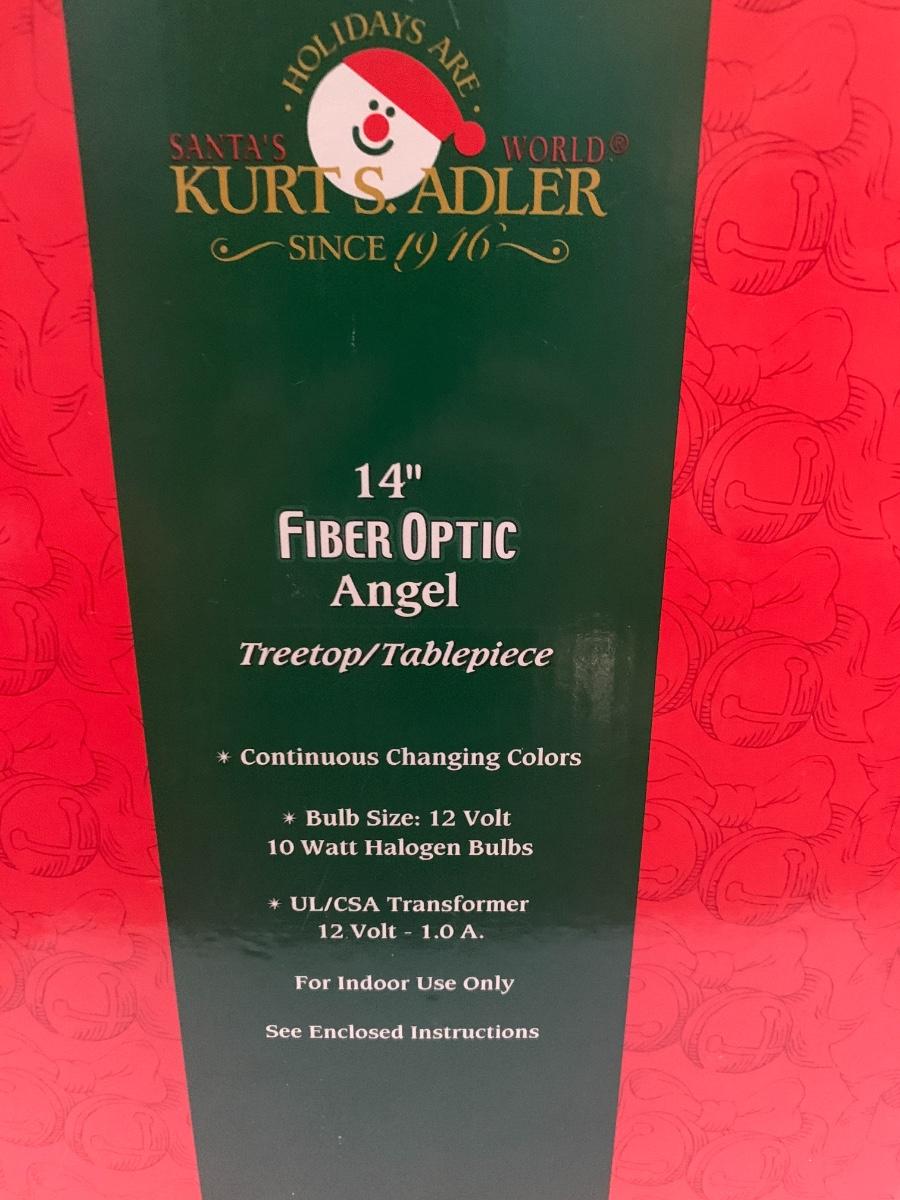 HOLIDAYS ARE
SANTA'S WORLD®
KURT S. ADLER
SINCE 1946
14"
FIBER OPTIC
Angel
Treetop/Tablepiece
✴ Continuous Changing Colors
✴ Bulb Size: 12 Volt
10 Watt Halogen Bulbs
✴ UL/CSA Transformer
12 Volt - 1.0 A.
For Indoor Use Only
See Enclosed Instructions